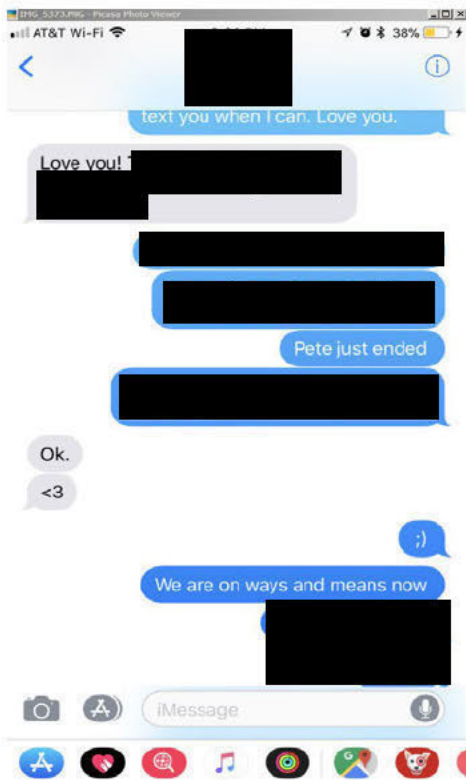 IMG_5373.PNG - Picasa Photo Viewer
AT&T Wi-Fi
38%
text you when I can. Love you.
Love you!
Pete just ended
Ok.
<3
;)
We are on ways and means now
iMessage